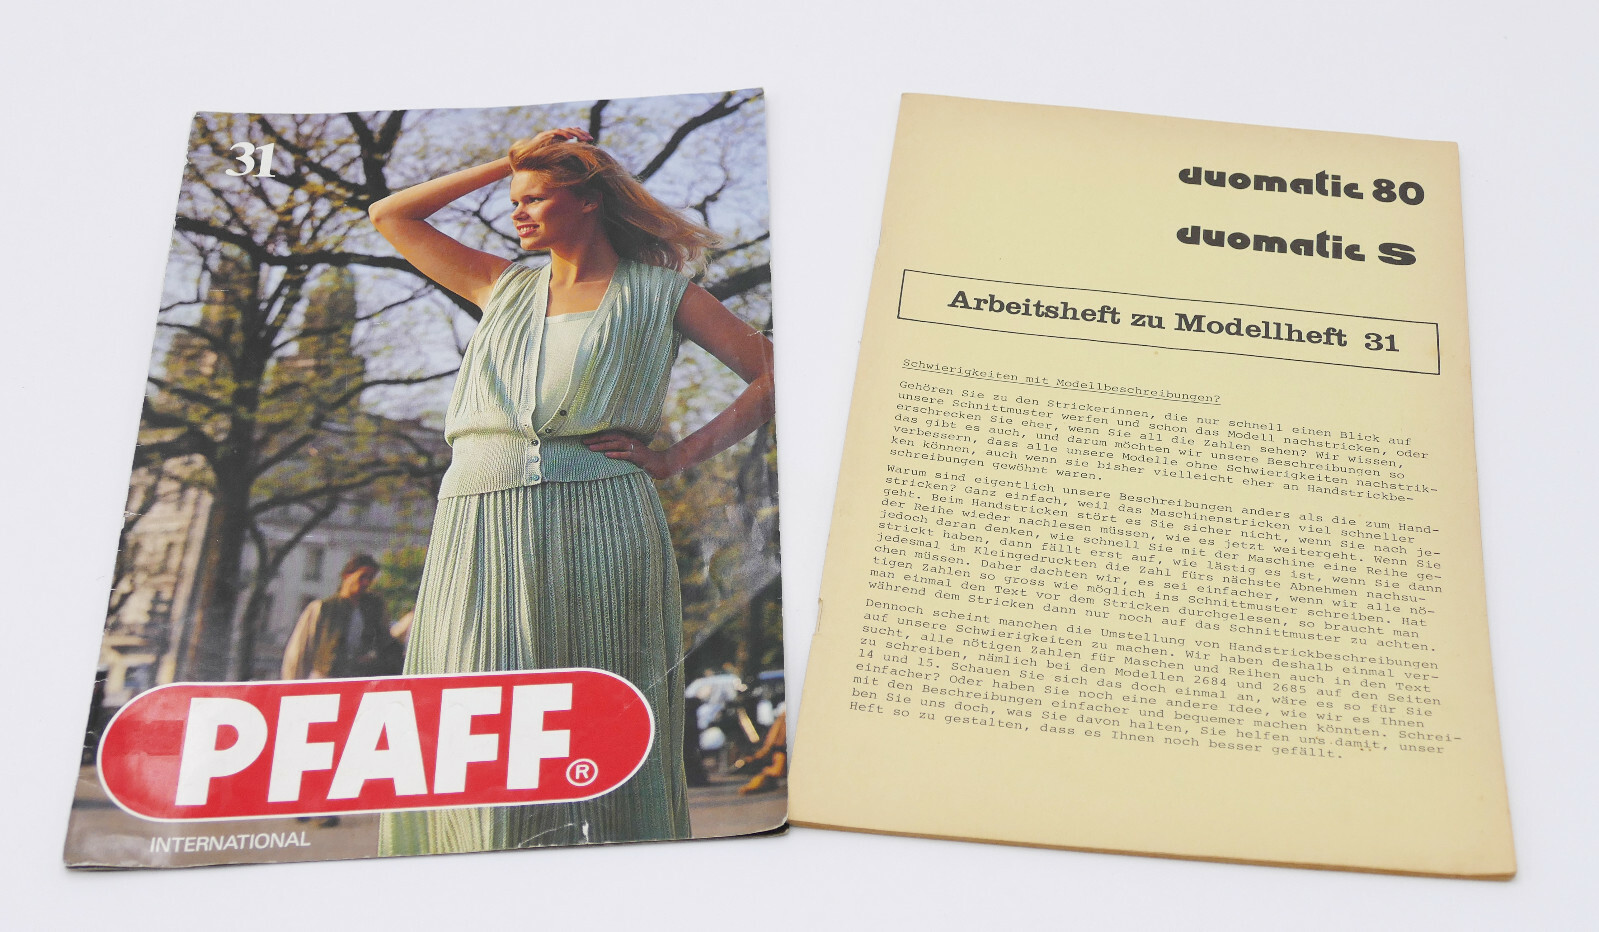 31
PFAFF®
INTERNATIONAL
duomatic 80
duomatic S
Arbeitsheft zu Modellheft 31
Schwierigkeiten mit Modellbeschreibungen?
Gehören Sie zu den Strickerinnen, die nur schnell einen Blick auf
unsere Schnittmuster werfen und schon das Modell nachstricken, oder
erschrecken Sie eher, wenn Sie all die Zahlen sehen? Wir wissen,
das gibt es auch, und darum möchten wir unsere Beschreibungen so
verbessern, dass alle unsere Modelle ohne Schwierigkeiten nachstrik-
ken können, auch wenn sie bisher vielleicht eher an Handstrickbe-
schreibungen gewöhnt waren.
Warum sind eigentlich unsere Beschreibungen anders als die zum Hand-
stricken? Ganz einfach, weil das Maschinenstricken viel schneller
geht. Beim Handstricken stört es Sie sicher nicht, wenn Sie nach je-
der Reihe wieder nachlesen müssen, wie es jetzt weitergeht. Wenn Sie
jedoch daran denken, wie schnell Sie mit der Maschine eine Reihe ge-
strickt haben, dann fällt erst auf, wie lästig es ist, wenn Sie dann
jedesmal im Kleingedruckten die Zahl fürs nächste Abnehmen nachsu-
chen müssen. Daher dachten wir, es sei einfacher, wenn wir alle nö-
tigen Zahlen so gross wie möglich ins Schnittmuster schreiben. Hat
man einmal den Text vor dem Stricken durchgelesen, so braucht man
während dem Stricken dann nur noch auf das Schnittmuster zu achten.
Dennoch scheint manchen die Umstellung von Handstrickbeschreibungen
auf unsere Schwierigkeiten zu machen. Wir haben deshalb einmal ver-
sucht, alle nötigen Zahlen für Maschen und Reihen auch in den Text
zu schreiben, nämlich bei den Modellen 2684 und 2685 auf den Seiten
14 und 15. Schauen Sie sich das doch einmal an, wäre es so für Sie
einfacher? Oder haben Sie noch eine andere Idee, wie wir es Ihnen
mit den Beschreibungen einfacher und bequemer machen könnten. Schrei-
ben Sie uns doch, was Sie davon halten, Sie helfen uns damit, unser
Heft so zu gestalten, dass es Ihnen noch besser gefällt.